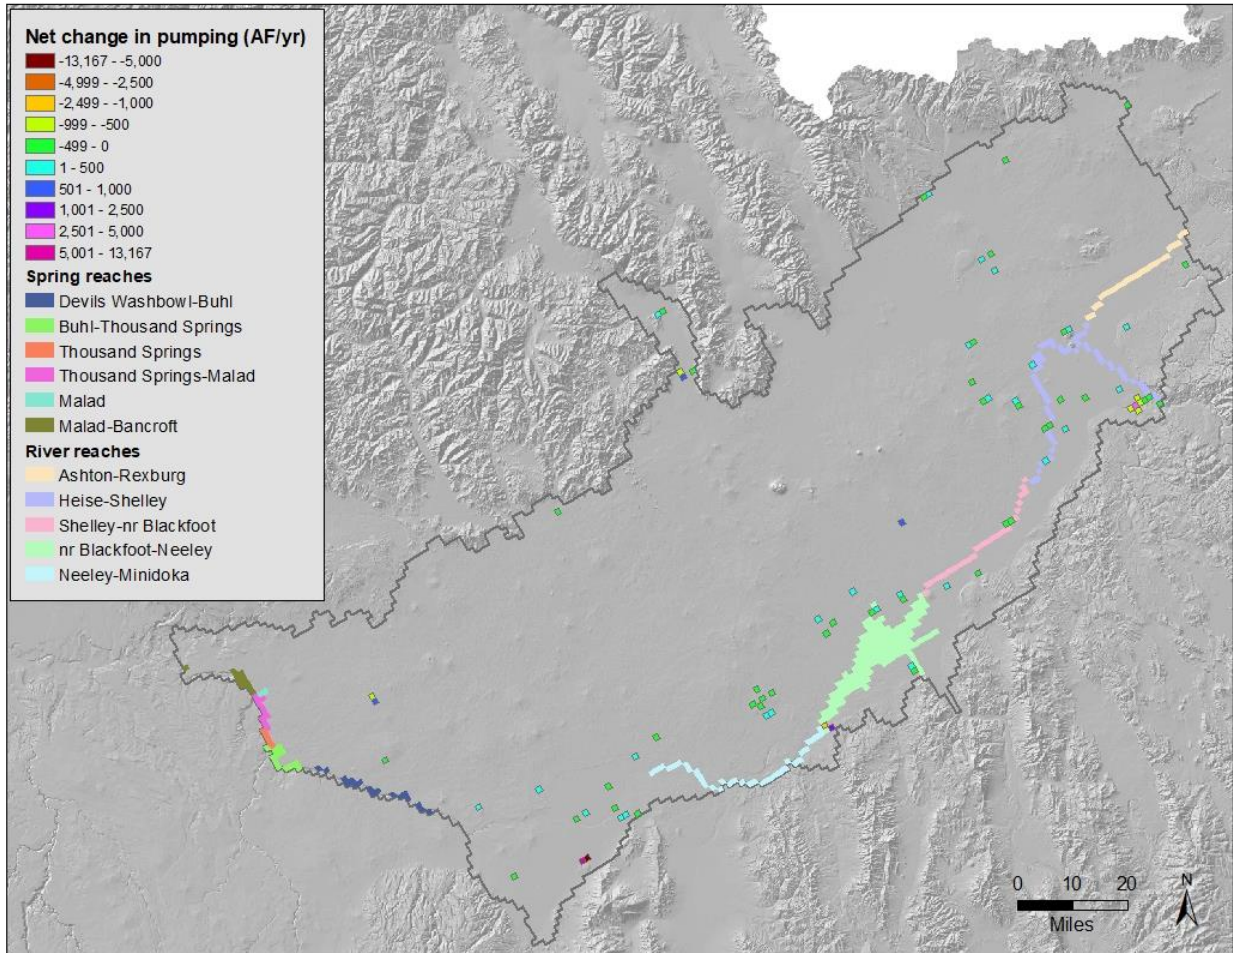 Net change in pumping (AF/yr)
-13,167 - -5,000
-4,999 - -2,500
-2,499 - -1,000
-999 - -500
-499 - 0
1 - 500
501 - 1,000
1,001 - 2,500
2,501 - 5,000
5,001 - 13,167
Spring reaches
Devils Washbowl-Buhl
Buhl-Thousand Springs
Thousand Springs
Thousand Springs-Malad
Malad
Malad-Bancroft
River reaches
Ashton-Rexburg
Heise-Shelley
Shelley-nr Blackfoot
nr Blackfoot-Neeley
Neeley-Minidoka
0 10 20
Miles
N